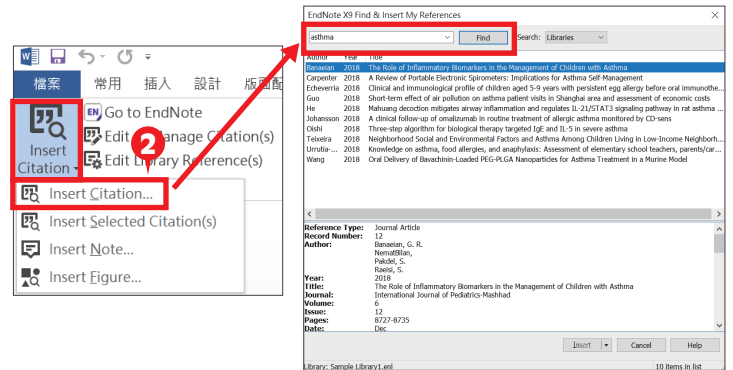 檔案 常用 插入 設計 版面配
Insert Citation
Go to EndNote
Edit & Manage Citation(s)
Edit Library Reference(s)
2
Insert Citation...
Insert Selected Citation(s)
Insert Note...
Insert Figure...
EndNote X9 Find & Insert My References
asthma Find Search: Libraries
Author Year Title
Banaeian 2018 The Role of Inflammatory Biomarkers in the Management of Children with Asthma
Carpenter 2018 A Review of Portable Electronic Spirometers: Implications for Asthma Self-Management
Echeverria 2018 Clinical and immunological profile of children aged 5-9 years with persistent egg allergy before oral immunothe...
Guo 2018 Short-term effect of air pollution on asthma patient visits in Shanghai area and assessment of economic costs
He 2018 Mahuang decoction mitigates airway inflammation and regulates IL-21/STAT3 signaling pathway in rat asthma ...
Johansson 2018 A clinical follow-up of omalizumab in routine treatment of allergic asthma monitored by CD-sens
Oishi 2018 Three-step algorithm for biological therapy targeted IgE and IL-5 in severe asthma
Teixeira 2018 Neighborhood Social and Environmental Factors and Asthma Among Children Living in Low-Income Neighborh...
Urrutia-... 2018 Knowledge on asthma, food allergies, and anaphylaxis: Assessment of elementary school teachers, parents/car...
Wang 2018 Oral Delivery of Bavachinin-Loaded PEG-PLGA Nanoparticles for Asthma Treatment in a Murine Model
Reference Type: Journal Article
Record Number: 12
Author: Banaeian, G. R.
NematBilan,
Pakdel, S.
Raeisi, S.
Year: 2018
Title: The Role of Inflammatory Biomarkers in the Management of Children with Asthma
Journal: International Journal of Pediatrics-Mashhad
Volume: 6
Issue: 12
Pages: 8727-8735
Date: Dec
Insert Cancel Help
Library: Sample Library1.enl 10 items in list